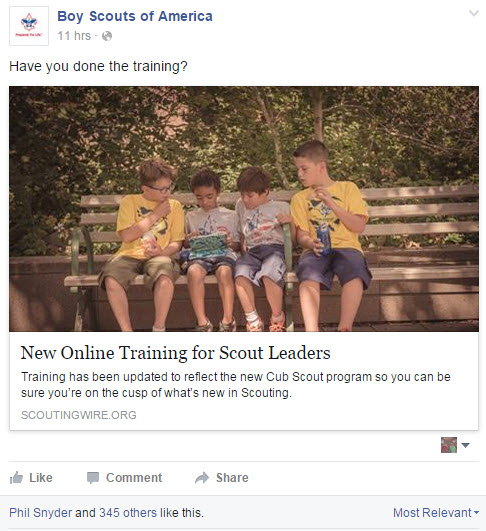 Boy Scouts of America
11 hrs ·
Have you done the training?
New Online Training for Scout Leaders
Training has been updated to reflect the new Cub Scout program so you can be
sure you're on the cusp of what's new in Scouting.
SCOUTINGWIRE.ORG
Like Comment Share
Phil Snyder and 345 others like this. Most Relevant